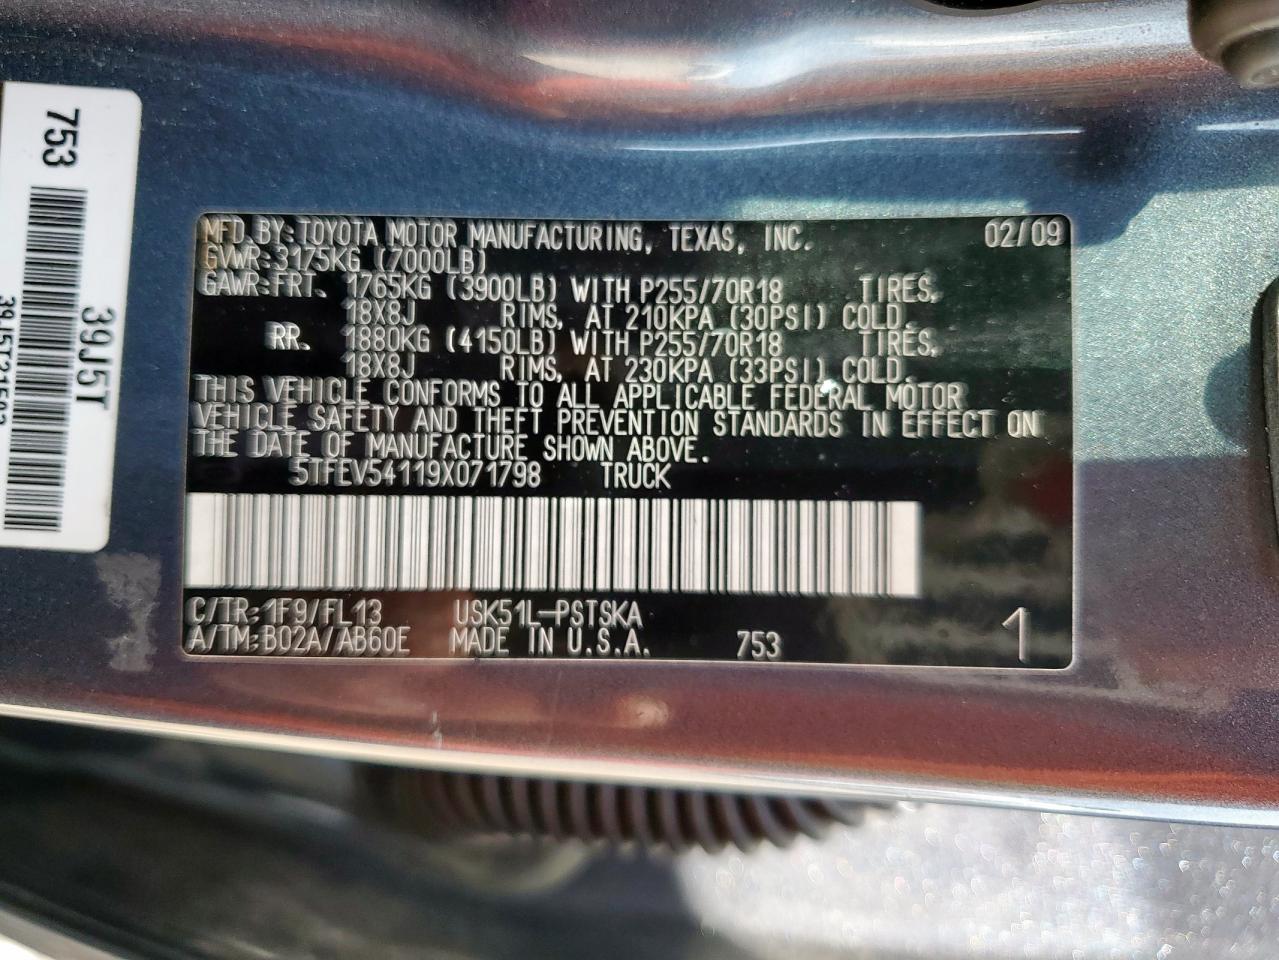 753
39J5T
MFD BY: TOYOTA MOTOR MANUFACTURING, TEXAS, INC. 02/09
GVWR: 3175KG (7000LB)
GAWR: FRT. 1765KG (3900LB) WITH P255/70R18 TIRES,
18X8J RIMS, AT 210KPA (30PSI) COLD.
RR. 1880KG (4150LB) WITH P255/70R18 TIRES,
18X8J RIMS, AT 230KPA (33PSI) COLD.
THIS VEHICLE CONFORMS TO ALL APPLICABLE FEDERAL MOTOR
VEHICLE SAFETY AND THEFT PREVENTION STANDARDS IN EFFECT ON
THE DATE OF MANUFACTURE SHOWN ABOVE.
5TFEV54119X071798 TRUCK
C/TR: 1F9/FL13 USK51L-PSTSKA
A/TM: B02A/AB60E MADE IN U.S.A. 753 1